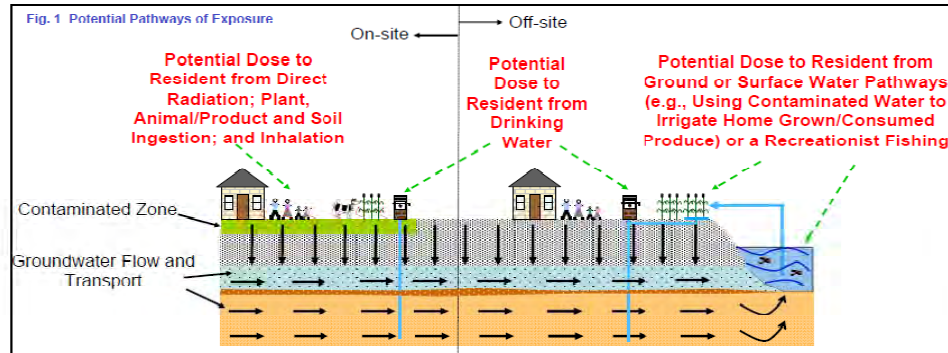 Fig. 1 Potential Pathways of Exposure
On-site
Off-site
Potential Dose to
Resident from Direct
Radiation; Plant,
Animal/Product and Soil
Ingestion; and Inhalation
Potential
Dose to
Resident from
Drinking
Water
Potential Dose to Resident from
Ground or Surface Water Pathways
(e.g., Using Contaminated Water to
Irrigate Home Grown/Consumed
Produce) or a Recreationist Fishing
Contaminated Zone
Groundwater Flow and
Transport